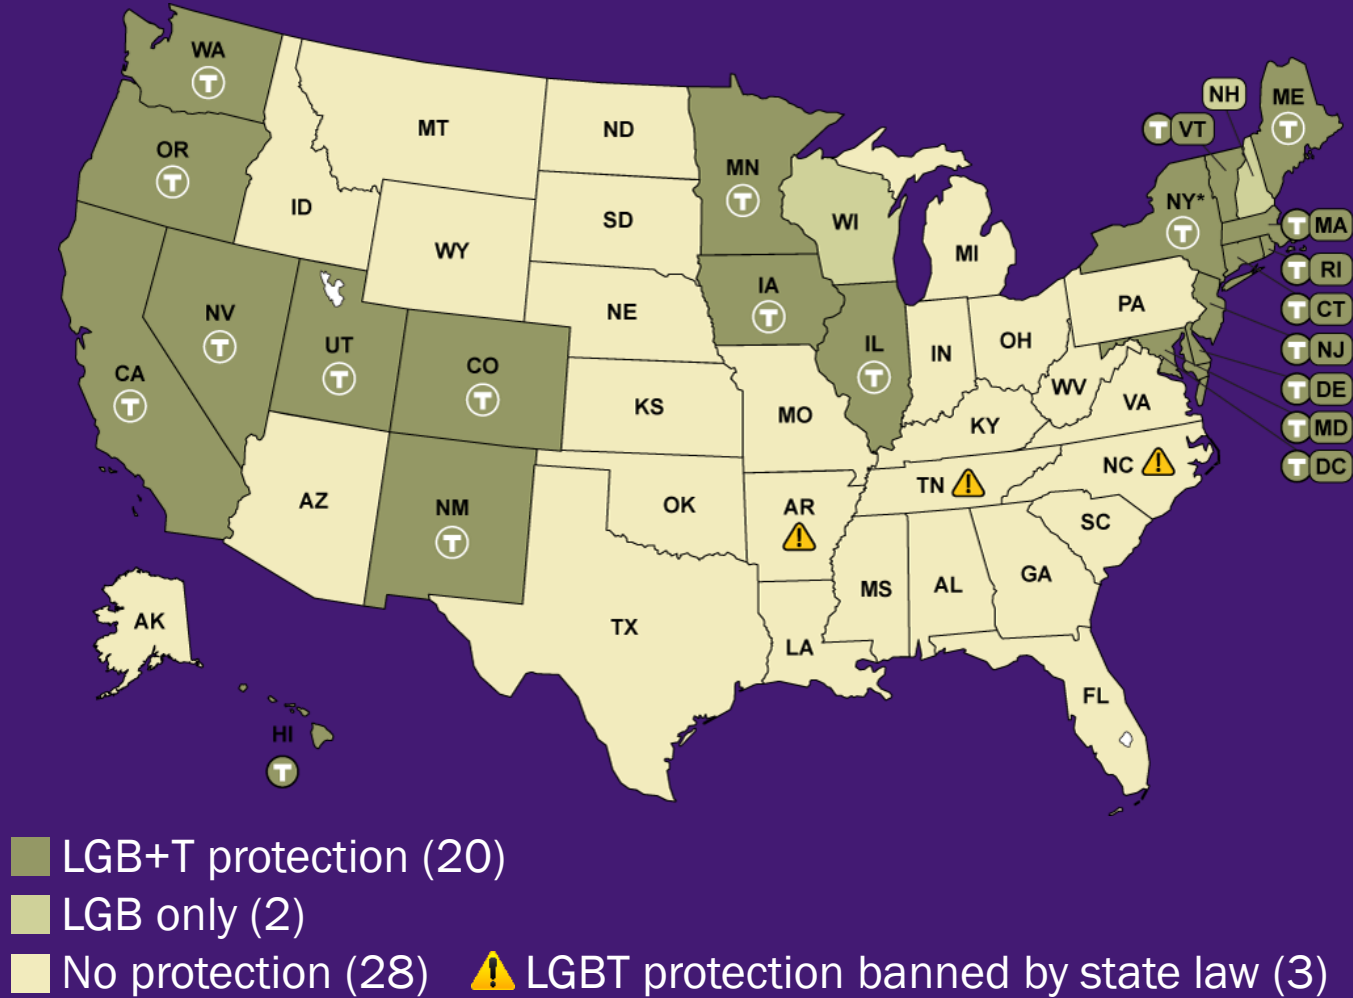 WA
T
MT
ND
MN
T
NH
ME
T
T VT
OR
T
ID
WY
SD
WI
MI
NY*
T
T MA
T RI
T CT
T NJ
T DE
T MD
T DC
NV
T
UT
T
CO
T
NE
IA
T
IL
T
IN
OH
PA
CA
T
KS
MO
KY
WV
VA
AZ
NM
T
OK
AR
!
TN !
NC !
SC
MS
AL
GA
TX
LA
FL
AK
HI
T
LGB+T protection (20)
LGB only (2)
No protection (28) ! LGBT protection banned by state law (3)